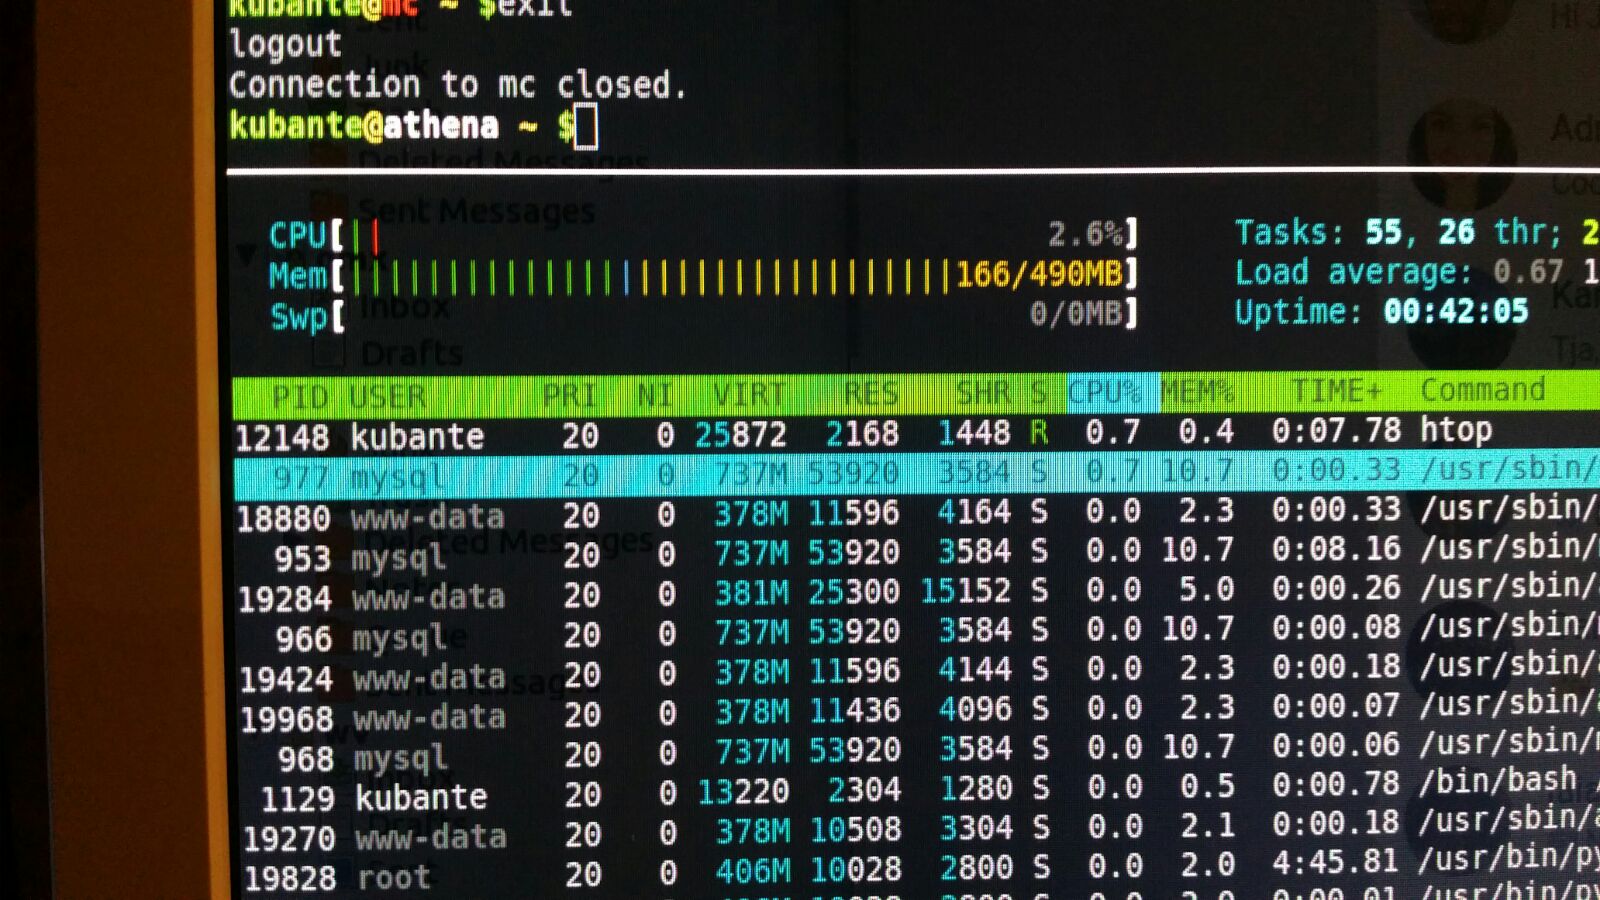 kubante@mc ~ $exit
logout
Connection to mc closed.
kubante@athena ~ $
Deleted Messages
Sent Messages
CPU[|| 2.6%] Tasks: 55, 26 thr; 2
Mem[||||||||||||||||||||||||||||||||166/490MB] Load average: 0.67 1
Inbox
Swp[ 0/0MB] Uptime: 00:42:05
Drafts
PID USER PRI NI VIRT RES SHR S CPU% MEM% TIME+ Command
12148 kubante 20 0 25872 2168 1448 R 0.7 0.4 0:07.78 htop
977 mysql 20 0 737M 53920 3584 S 0.7 10.7 0:00.33 /usr/sbin/
18880 www-data 20 0 378M 11596 4164 S 0.0 2.3 0:00.33 /usr/sbin/
Deleted Messages
953 mysql 20 0 737M 53920 3584 S 0.0 10.7 0:08.16 /usr/sbin/
19284 www-data 20 0 381M 25300 15152 S 0.0 5.0 0:00.26 /usr/sbin/
966 mysql 20 0 737M 53920 3584 S 0.0 10.7 0:00.08 /usr/sbin/
19424 www-data 20 0 378M 11596 4144 S 0.0 2.3 0:00.18 /usr/sbin/
19968 www-data 20 0 378M 11436 4096 S 0.0 2.3 0:00.07 /usr/sbin/
968 mysql 20 0 737M 53920 3584 S 0.0 10.7 0:00.06 /usr/sbin/
1129 kubante 20 0 13220 2304 1280 S 0.0 0.5 0:00.78 /bin/bash
19270 www-data 20 0 378M 10508 3304 S 0.0 2.1 0:00.18 /usr/sbin/
19828 root 20 0 406M 10028 2800 S 0.0 2.0 4:45.81 /usr/bin/py